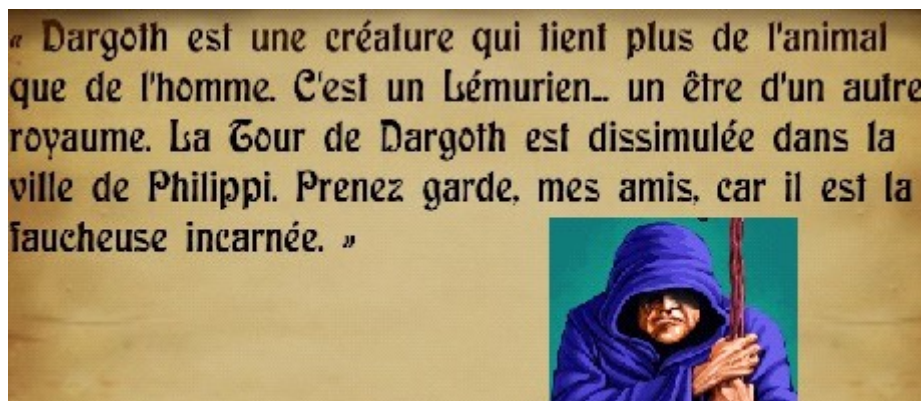 « Dargoth est une créature qui tient plus de l'animal
que de l'homme. C'est un Lémurien... un être d'un autre
royaume. La Tour de Dargoth est dissimulée dans la
ville de Philippi. Prenez garde, mes amis, car il est la
faucheuse incarnée. »